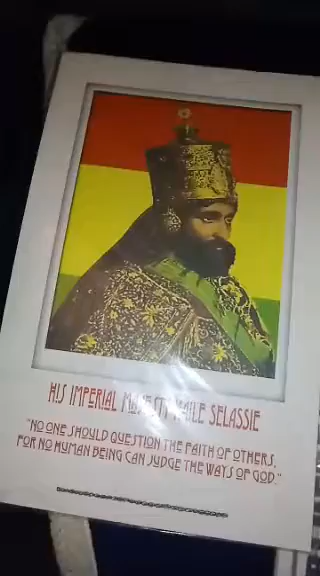 HIS IMPERIAL MAJESTY HAILE SELASSIE
"NO ONE SHOULD QUESTION THE FAITH OF OTHERS,
FOR NO HUMAN BEING CAN JUDGE THE WAYS OF GOD."